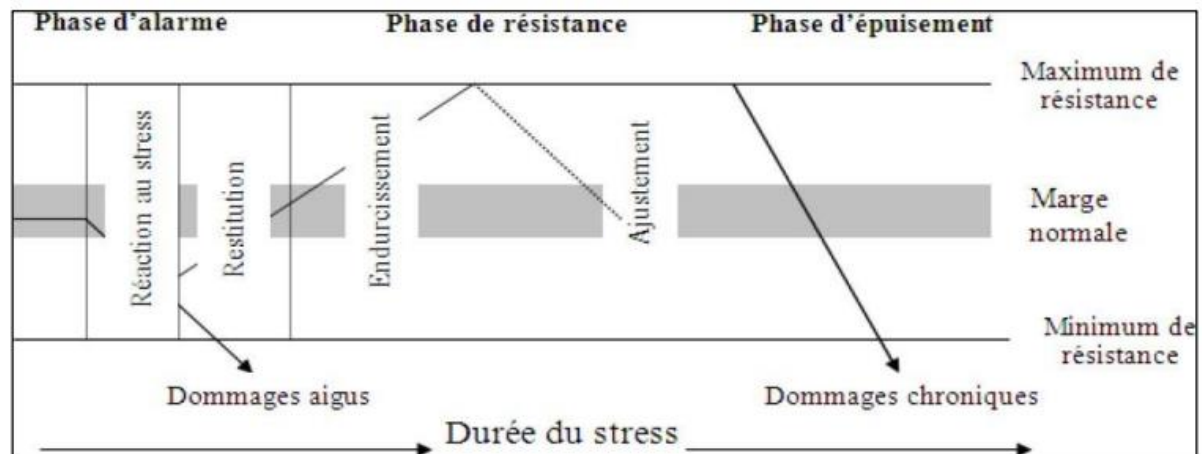 Phase d'alarme
Phase de résistance
Phase d'épuisement
Maximum de
résistance
Réaction au stress
Restitution
Endurcissement
Ajustement
Marge
normale
Minimum de
résistance
Dommages aigus
Dommages chroniques
Durée du stress